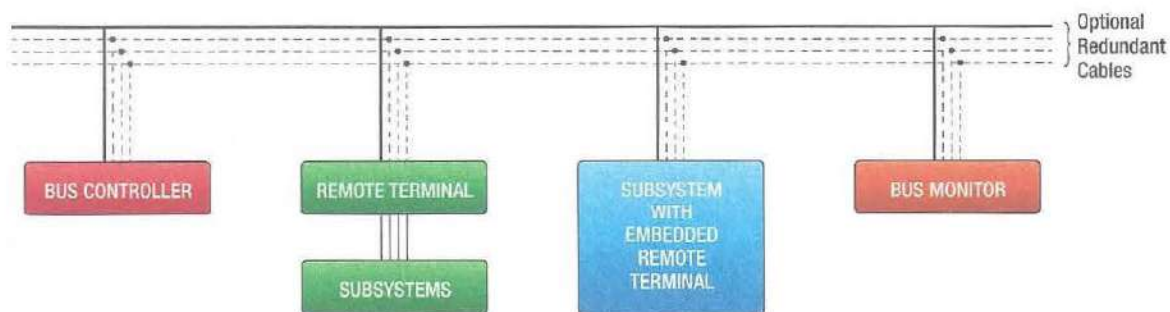 Optional
Redundant
Cables
BUS CONTROLLER
REMOTE TERMINAL
SUBSYSTEM
WITH
EMBEDDED
REMOTE
TERMINAL
BUS MONITOR
SUBSYSTEMS